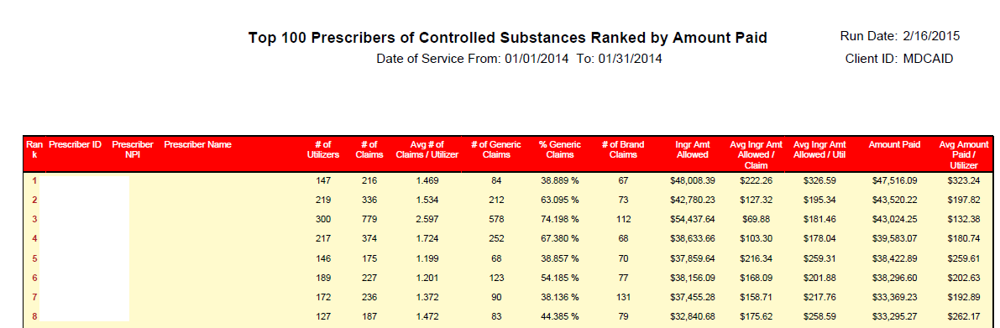 Top 100 Prescribers of Controlled Substances Ranked by Amount Paid Run Date: 2/16/2015
Date of Service From: 01/01/2014 To: 01/31/2014 Client ID: MDCAID
Ran Prescriber ID Prescriber Prescriber Name # of # of Avg # of # of Generic % Generic # of Brand Ingr Amt Avg Ingr Amt Avg Ingr Amt Amount Paid Avg Amount
k NPI Utilizers Claims Claims / Utilizer Claims Claims Claims Allowed Allowed / Allowed / Util Paid /
Claim Utilizer
1 147 216 1.469 84 38.889 % 67 $48,008.39 $222.26 $326.59 $47,516.09 $323.24
2 219 336 1.534 212 63.095 % 73 $42,780.23 $127.32 $195.34 $43,520.22 $197.82
3 300 779 2.597 578 74.198 % 112 $54,437.64 $69.88 $181.46 $43,024.25 $132.38
4 217 374 1.724 252 67.380 % 68 $38,633.66 $103.30 $178.04 $39,583.07 $180.74
5 146 175 1.199 68 38.857 % 70 $37,859.64 $216.34 $259.31 $38,422.89 $259.61
6 189 227 1.201 123 54.185 % 77 $38,156.09 $168.09 $201.88 $38,296.60 $202.63
7 172 236 1.372 90 38.136 % 131 $37,455.28 $158.71 $217.76 $33,369.23 $192.89
8 127 187 1.472 83 44.385 % 79 $32,840.68 $175.62 $258.59 $33,295.27 $262.17